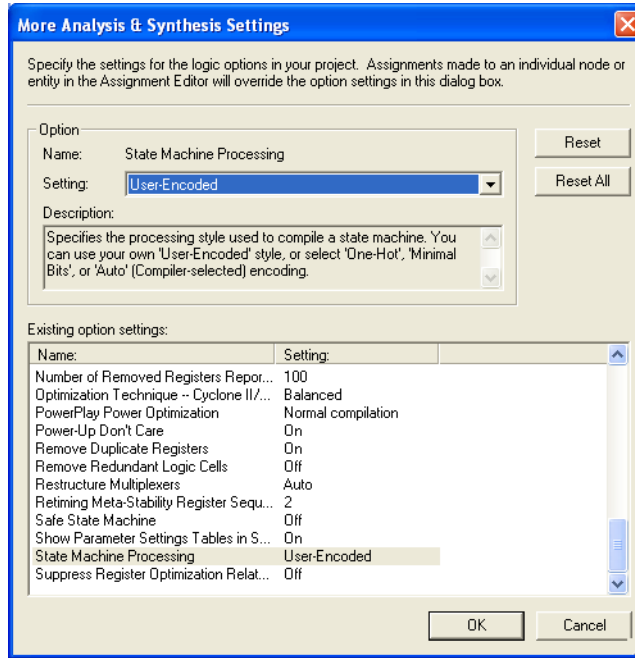 More Analysis & Synthesis Settings
Specify the settings for the logic options in your project. Assignments made to an individual node or
entity in the Assignment Editor will override the option settings in this dialog box.
Option
Name: State Machine Processing
Reset
Setting: User-Encoded
Reset All
Description:
Specifies the processing style used to compile a state machine. You
can use your own 'User-Encoded' style, or select 'One-Hot', 'Minimal
Bits', or 'Auto' (Compiler-selected) encoding.
Existing option settings:
Name: Setting:
Number of Removed Registers Repor... 100
Optimization Technique -- Cyclone II/... Balanced
PowerPlay Power Optimization Normal compilation
Power-Up Don't Care On
Remove Duplicate Registers On
Remove Redundant Logic Cells Off
Restructure Multiplexers Auto
Retiming Meta-Stability Register Sequ... 2
Safe State Machine Off
Show Parameter Settings Tables in S... On
State Machine Processing User-Encoded
Suppress Register Optimization Relat... Off
OK Cancel